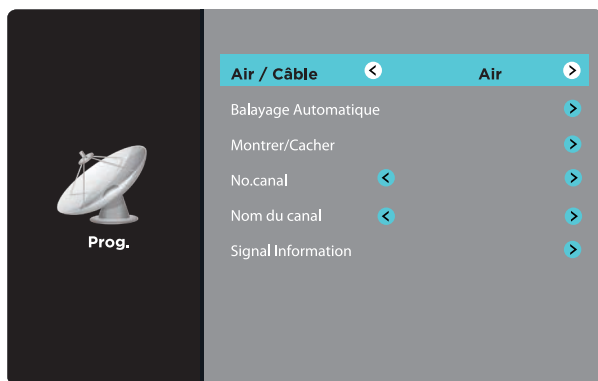 Air / Câble Air
Balayage Automatique
Montrer/Cacher
No.canal
Nom du canal
Signal Information
Prog.